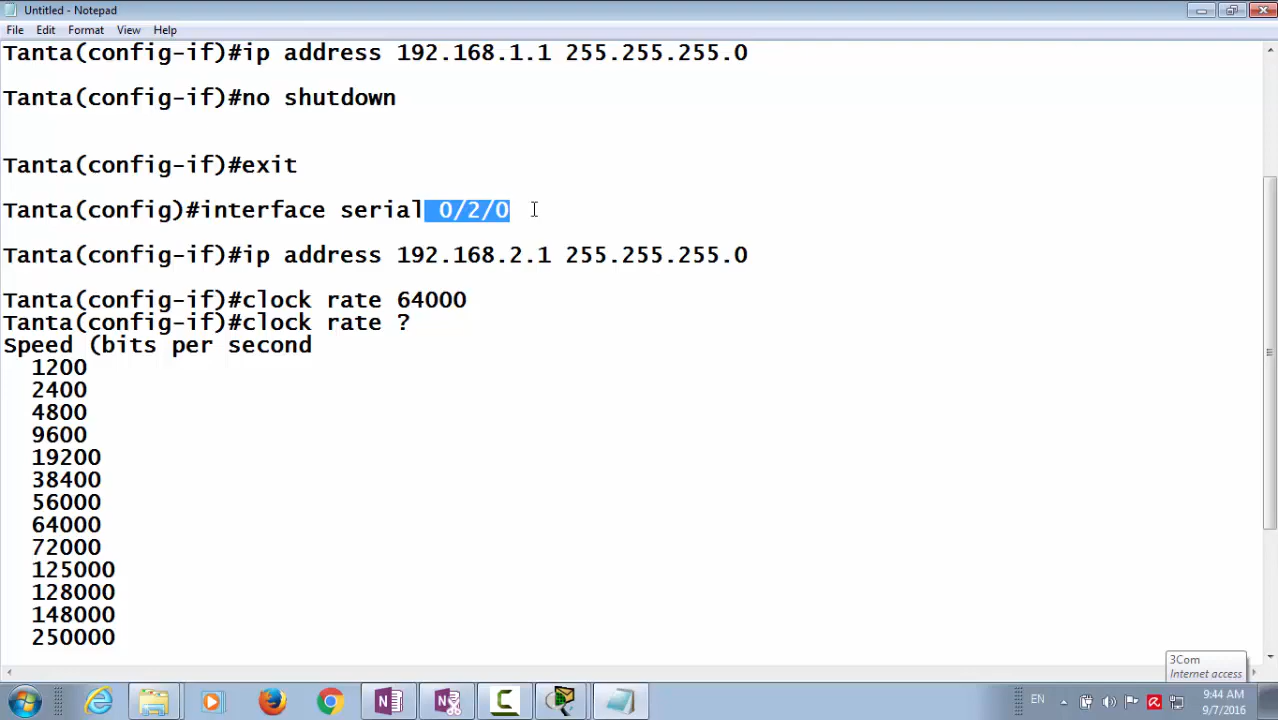 Untitled - Notepad
File Edit Format View Help
Tanta(config-if)#ip address 192.168.1.1 255.255.255.0
Tanta(config-if)#no shutdown
Tanta(config-if)#exit
Tanta(config)#interface serial 0/2/0
Tanta(config-if)#ip address 192.168.2.1 255.255.255.0
Tanta(config-if)#clock rate 64000
Tanta(config-if)#clock rate ?
Speed (bits per second
1200
2400
4800
9600
19200
38400
56000
64000
72000
125000
128000
148000
250000
3Com
Internet access
EN
9:44 AM
9/7/2016